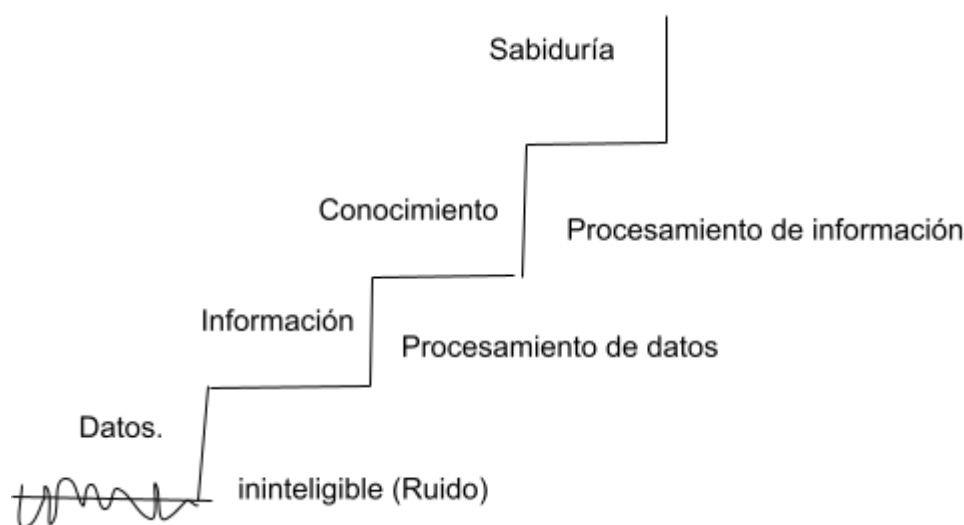 Sabiduría
Conocimiento
Procesamiento de información
Información
Procesamiento de datos
Datos.
ininteligible (Ruido)